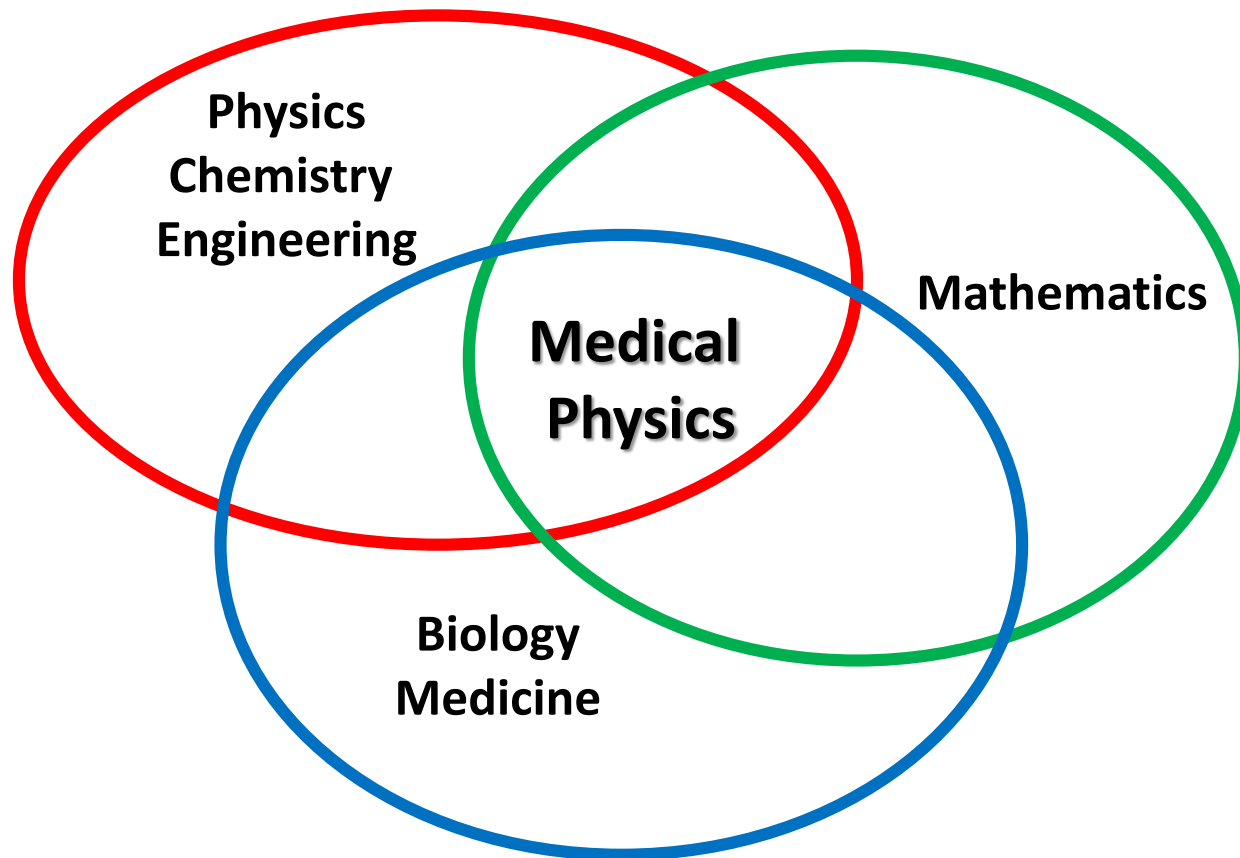 Physics
Chemistry
Engineering
Mathematics
Medical
Physics
Biology
Medicine